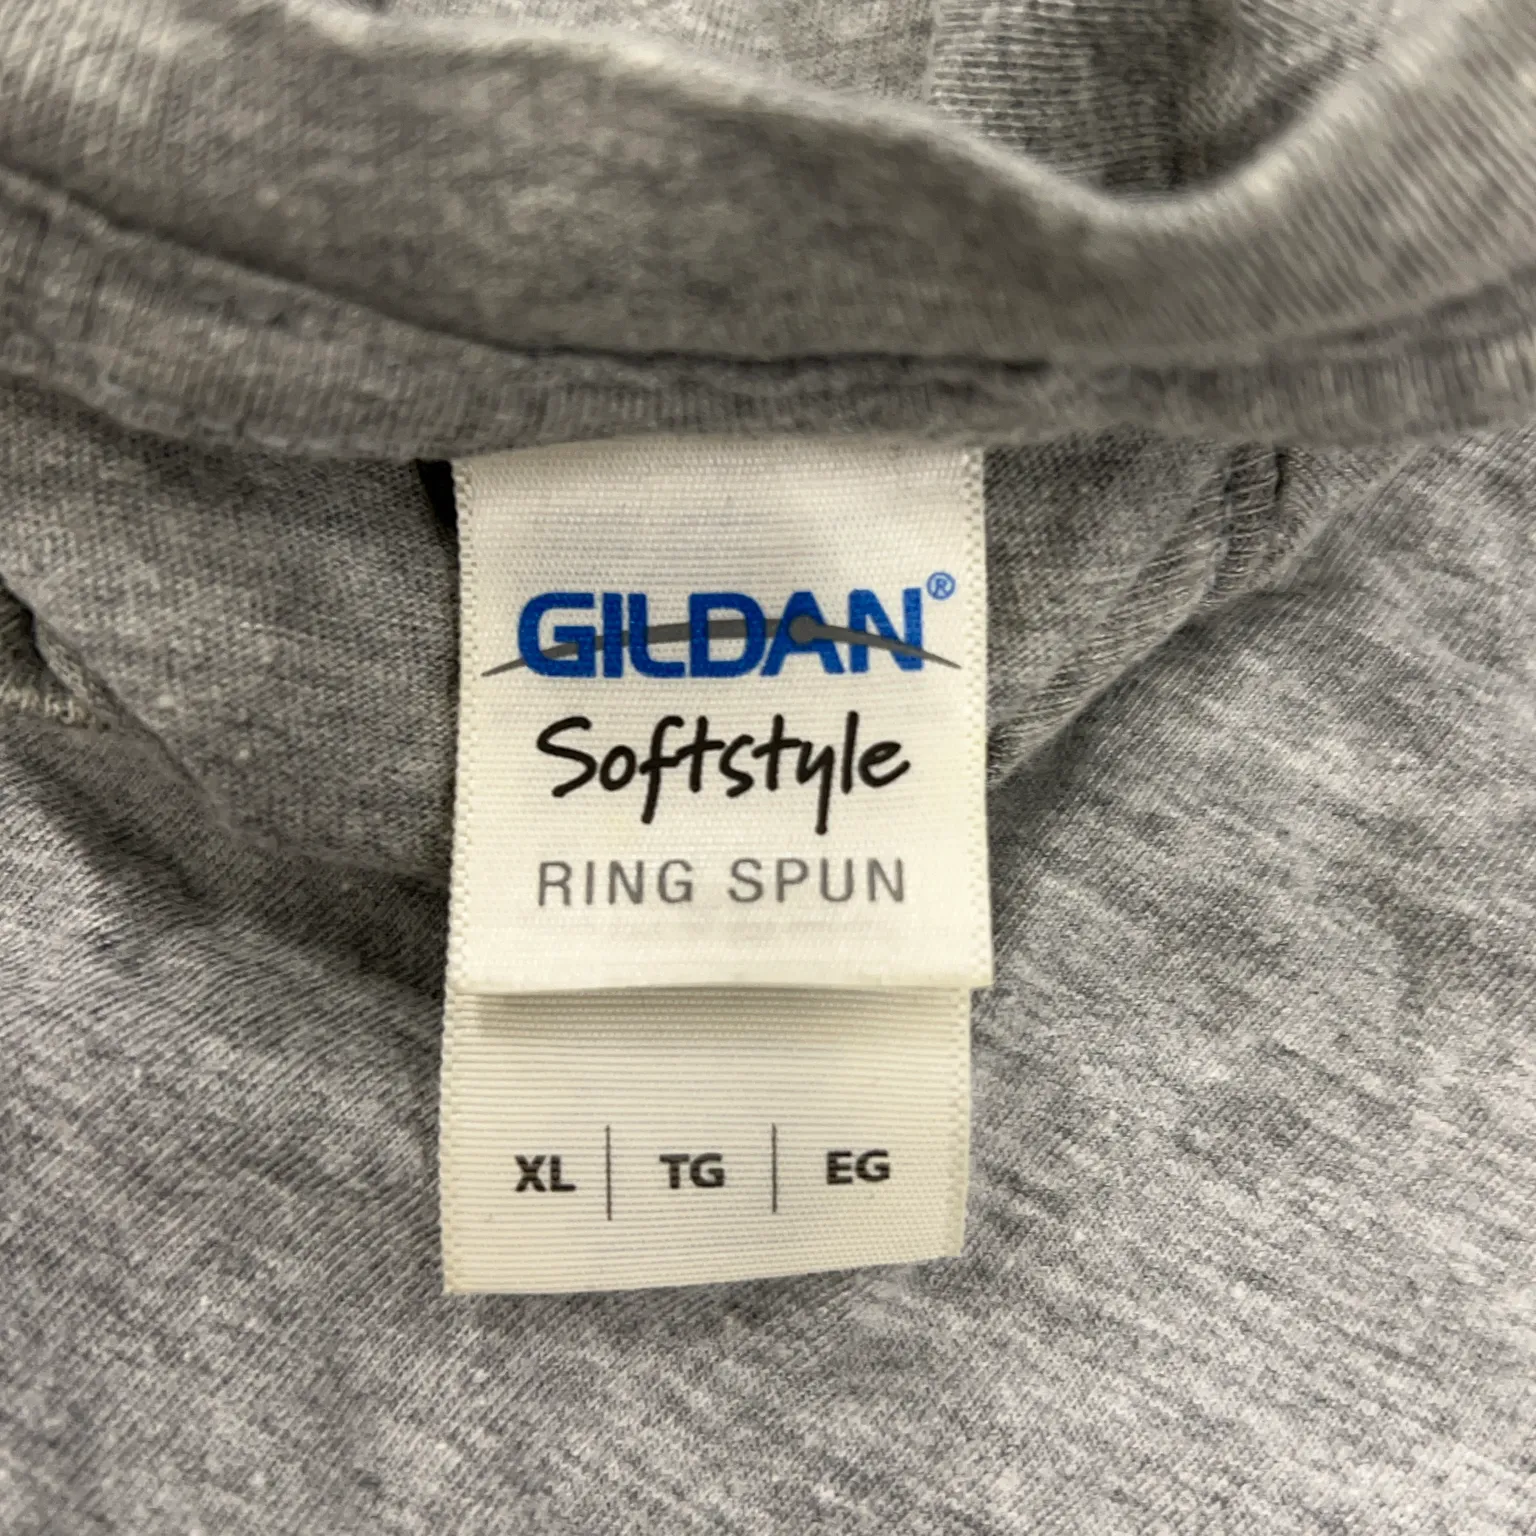 GILDAN®
Softstyle
RING SPUN
XL | TG | EG